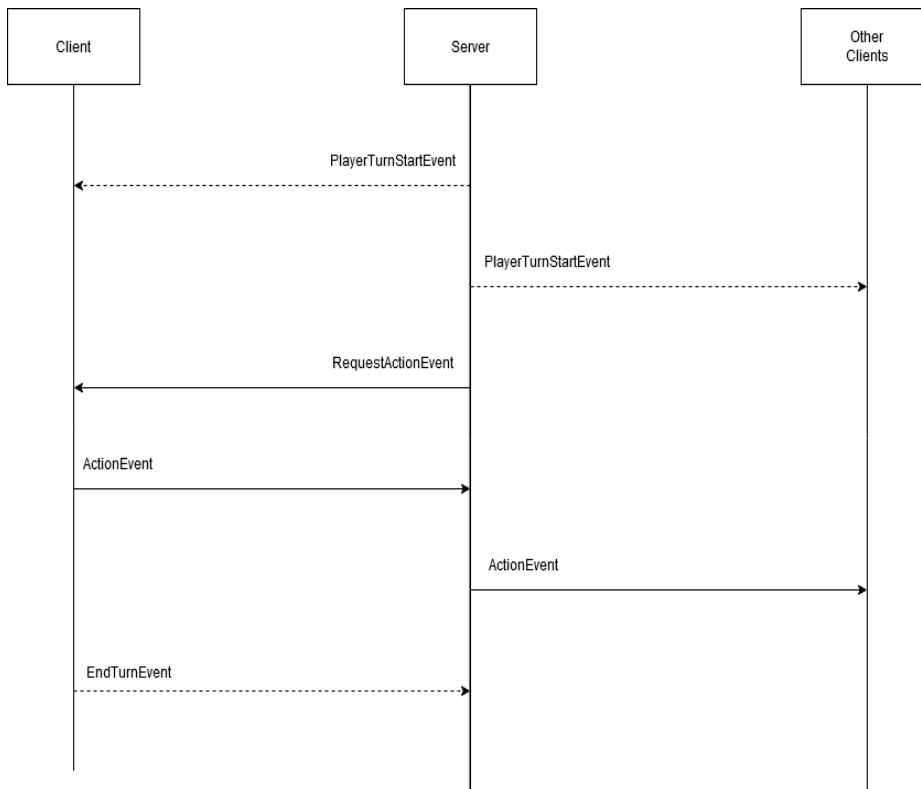 Client
Server
Other
Clients
PlayerTurnStartEvent
PlayerTurnStartEvent
RequestActionEvent
ActionEvent
ActionEvent
EndTurnEvent